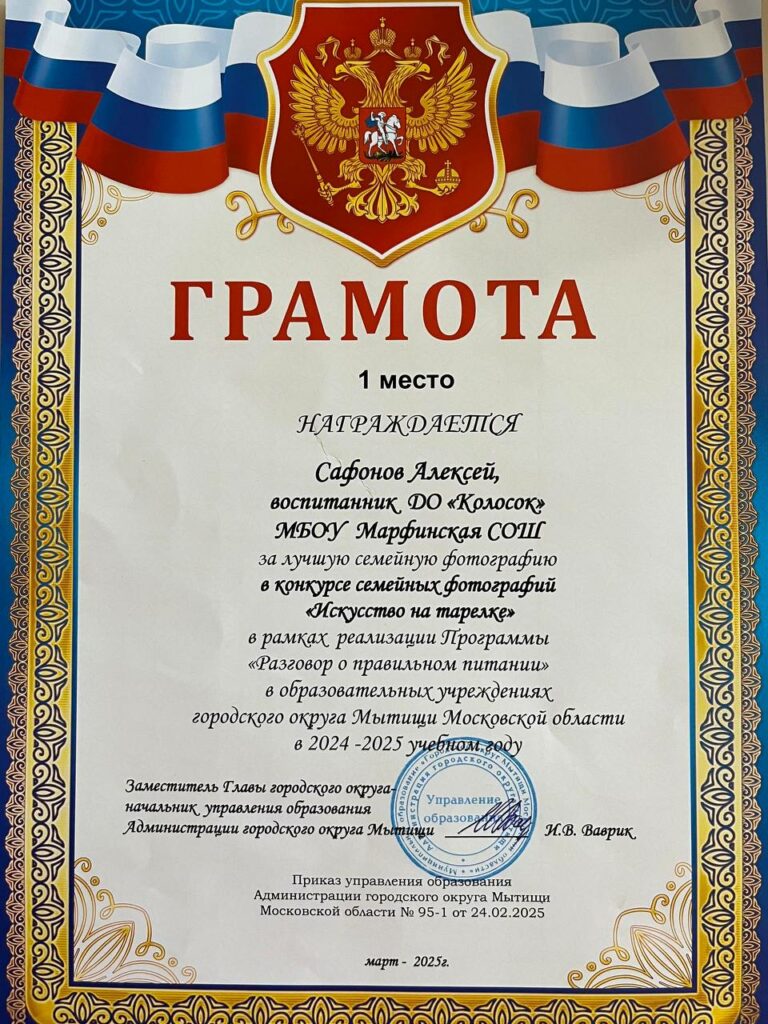 ГРАМОТА
1 место
НАГРАЖДАЕТСЯ
Сафонов Алексей,
воспитанник ДО «Колосок»
МБОУ Марфинская СОШ
за лучшую семейную фотографию
в конкурсе семейных фотографий
«Искусство на тарелке»
в рамках реализации Программы
«Разговор о правильном питании»
в образовательных учреждениях
городского округа Мытищи Московской области
в 2024 -2025 учебном году
Заместитель Главы городского округа-
начальник управления образования
Администрации городского округа Мытищи И.В. Ваврик
Управление
образования
Приказ управления образования
Администрации городского округа Мытищи
Московской области № 95-1 от 24.02.2025
март - 2025г.